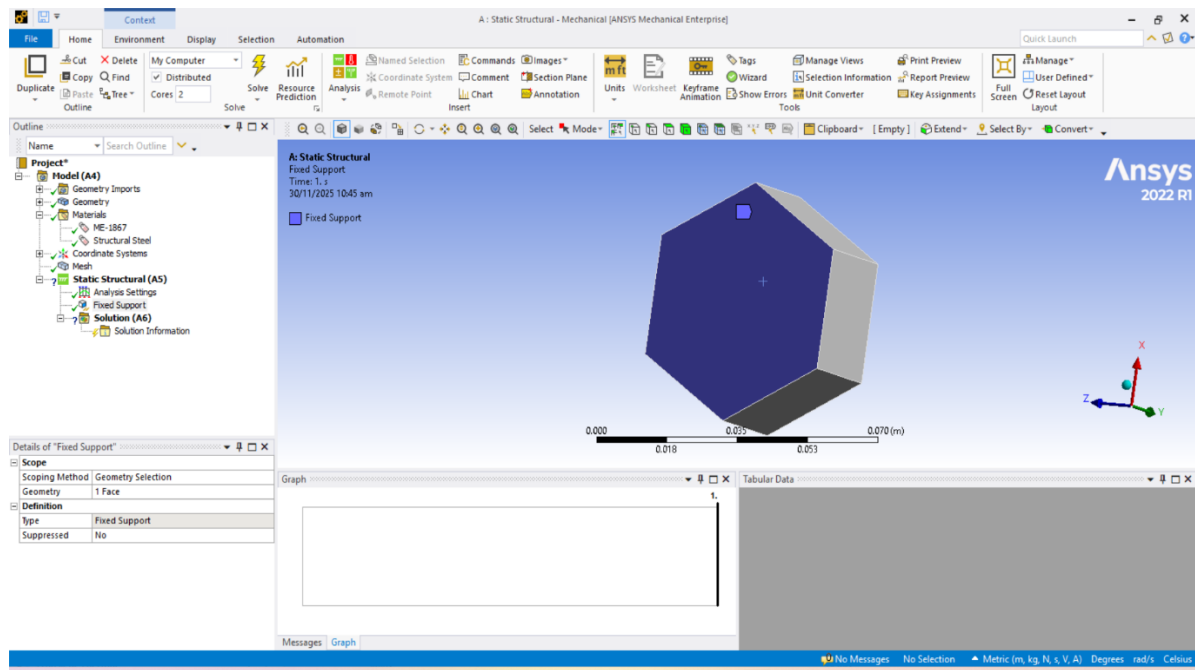 Context
A : Static Structural - Mechanical [ANSYS Mechanical Enterprise]
File Home Environment Display Selection Automation
Quick Launch
Duplicate
Cut
Copy
Paste
Delete
Find
Tree
Outline
My Computer
Distributed
Cores 2
Solve
Solve
Resource Prediction
Analysis
Named Selection
Coordinate System
Remote Point
Commands
Comment
Chart
Images
Section Plane
Annotation
Insert
Units
Worksheet
Keyframe Animation
Tags
Wizard
Show Errors
Manage Views
Selection Information
Unit Converter
Print Preview
Report Preview
Key Assignments
Tools
Full Screen
Manage
User Defined
Reset Layout
Layout
Outline
Name Search Outline
Project*
Model (A4)
Geometry Imports
Geometry
Materials
ME-1867
Structural Steel
Coordinate Systems
Mesh
Static Structural (A5)
Analysis Settings
Fixed Support
Solution (A6)
Solution Information
Select Mode Clipboard [Empty] Extend Select By Convert
A: Static Structural
Fixed Support
Time: 1. s
30/11/2025 10:45 am
Fixed Support
Ansys
2022 R1
X
Z
Y
0.000 0.035 0.070 (m)
0.018 0.053
Details of "Fixed Support"
Scope
Scoping Method Geometry Selection
Geometry 1 Face
Definition
Type Fixed Support
Suppressed No
Graph
1.
Messages Graph
Tabular Data
No Messages No Selection Metric (m, kg, N, s, V, A) Degrees rad/s Celsius